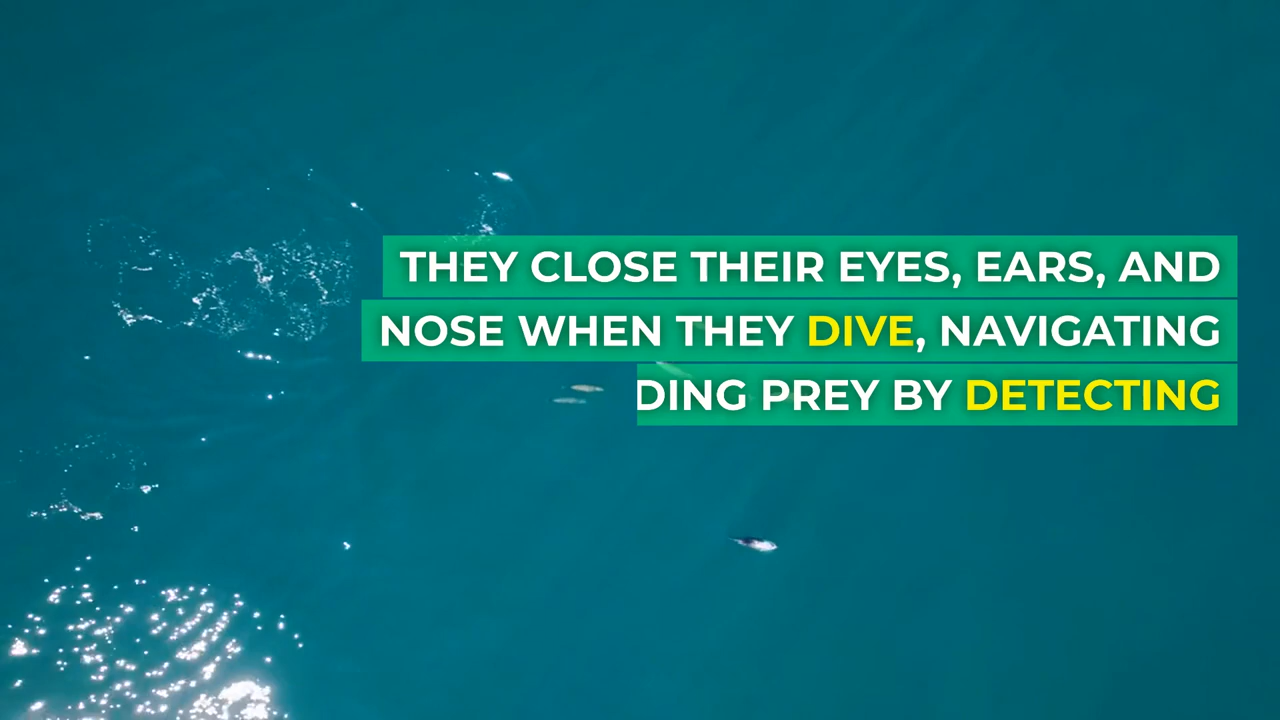 THEY CLOSE THEIR EYES, EARS, AND
NOSE WHEN THEY DIVE, NAVIGATING
DING PREY BY DETECTING